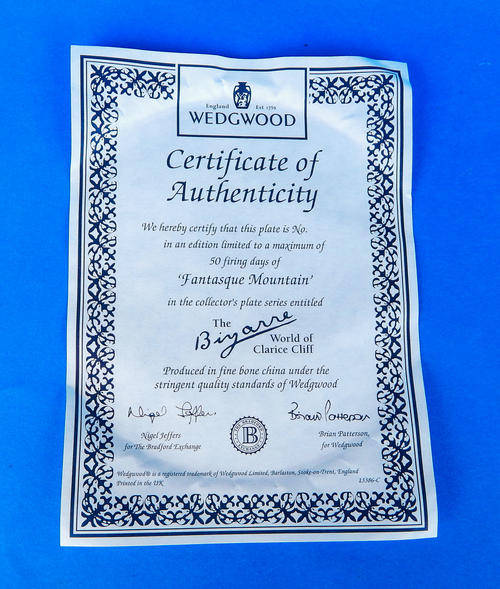 England Est 1759
WEDGWOOD
Certificate of
Authenticity
We hereby certify that this plate is No.
in an edition limited to a maximum of
50 firing days of
'Fantasque Mountain'
in the collector's plate series entitled
The
Bizarre
World of
Clarice Cliff
Produced in fine bone china under the
stringent quality standards of Wedgwood
Nigel Jeffers
Brian Patterson
Nigel Jeffers
for The Bradford Exchange
B
Brian Patterson,
for Wedgwood
Wedgwood® is a registered trademark of Wedgwood Limited, Barlaston, Stoke-on-Trent, England
Printed in the UK
L5386-C